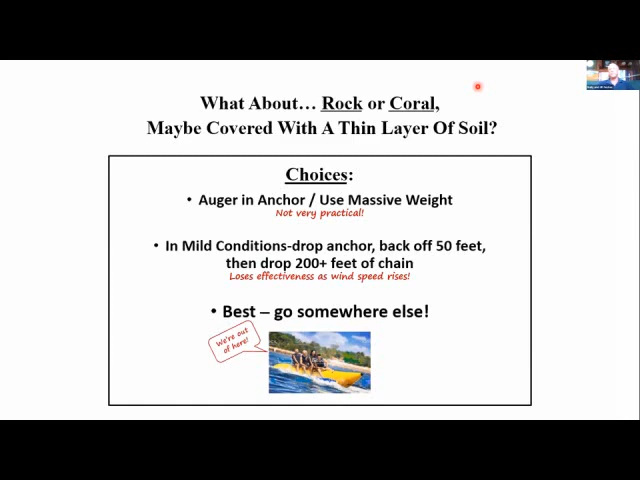 What About… Rock or Coral,
Maybe Covered With A Thin Layer Of Soil?
Choices:
• Auger in Anchor / Use Massive Weight
Not very practical!
• In Mild Conditions-drop anchor, back off 50 feet,
then drop 200+ feet of chain
Loses effectiveness as wind speed rises!
• Best – go somewhere else!
We're out
of here!